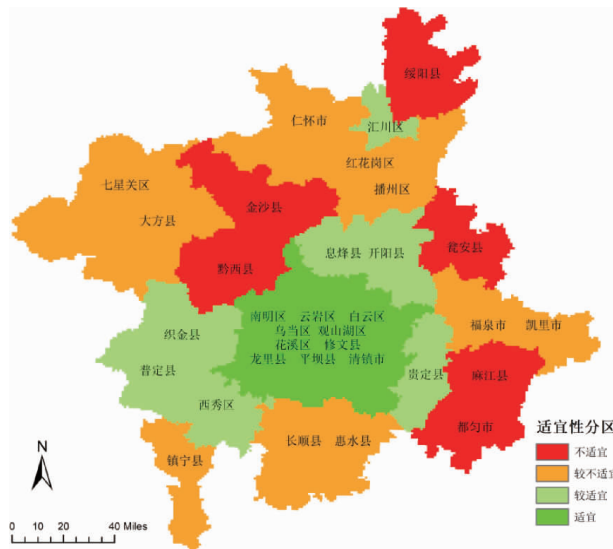 绥阳县
仁怀市
汇川区
红花岗区
七星关区
播州区
金沙县
大方县
瓮安县
息烽县 开阳县
黔西县
南明区 云岩区 白云区
福泉市 凯里市
乌当区 观山湖区
织金县
花溪区 修文县
龙里县 平坝县 清镇市
普定县
贵定县
麻江县
西秀区
都匀市
适宜性分区
长顺县 惠水县
N
不适宜
镇宁县
较不适宜
较适宜
适宜
0 10 20 40 Miles